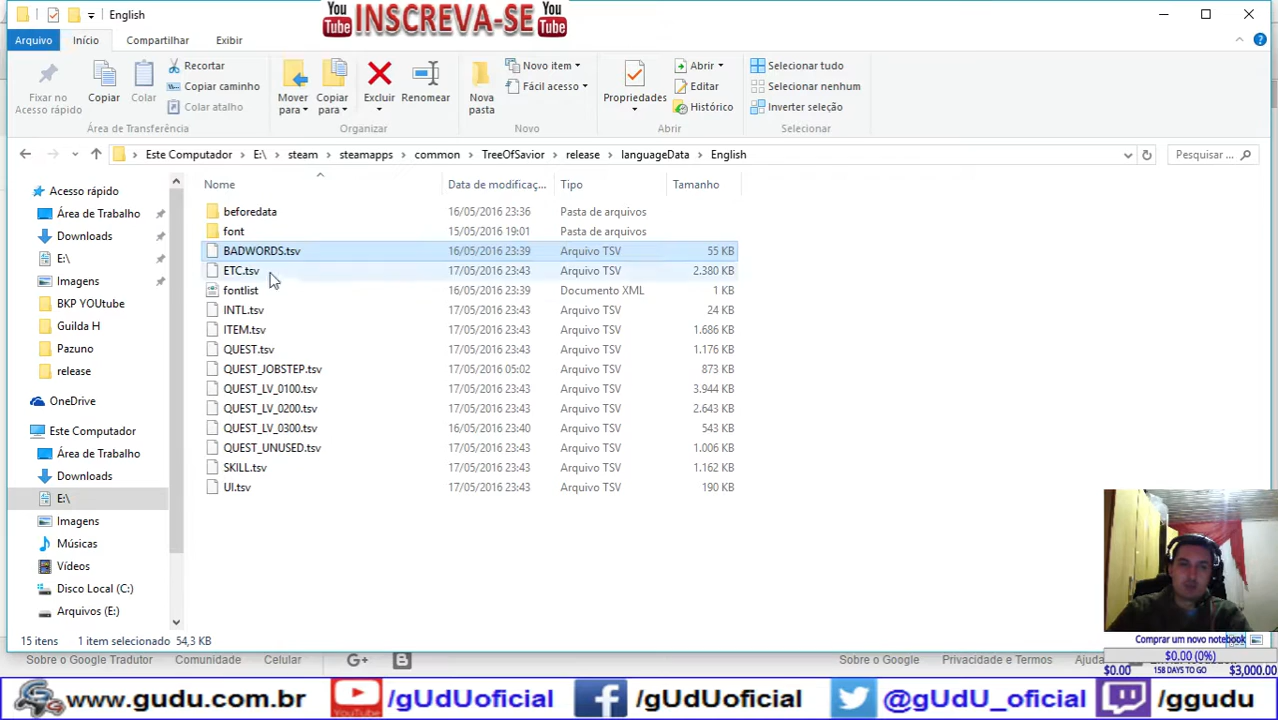 English
You Tube INSCREVA-SE You Tube
Arquivo Início Compartilhar Exibir
Fixar no Acesso rápido
Copiar
Colar
Recortar
Copiar caminho
Colar atalho
Área de Transferência
Mover para
Copiar para
Excluir
Renomear
Organizar
Nova pasta
Novo item
Fácil acesso
Novo
Propriedades
Abrir
Editar
Histórico
Abrir
Selecionar tudo
Selecionar nenhum
Inverter seleção
Selecionar
Este Computador E:\ steam steamapps common TreeOfSavior release languageData English
Pesquisar ...
Acesso rápido
Área de Trabalho
Downloads
E:\
Imagens
BKP YOUtube
Guilda H
Pazuno
release
OneDrive
Este Computador
Área de Trabalho
Downloads
E:\
Imagens
Músicas
Vídeos
Disco Local (C:)
Arquivos (E:)
Nome Data de modificaç... Tipo Tamanho
beforedata 16/05/2016 23:36 Pasta de arquivos
font 15/05/2016 19:01 Pasta de arquivos
BADWORDS.tsv 16/05/2016 23:39 Arquivo TSV 55 KB
ETC.tsv 17/05/2016 23:43 Arquivo TSV 2.380 KB
fontlist 16/05/2016 23:39 Documento XML 1 KB
INTL.tsv 17/05/2016 23:43 Arquivo TSV 24 KB
ITEM.tsv 17/05/2016 23:43 Arquivo TSV 1.686 KB
QUEST.tsv 17/05/2016 23:43 Arquivo TSV 1.176 KB
QUEST_JOBSTEP.tsv 17/05/2016 05:02 Arquivo TSV 873 KB
QUEST_LV_0100.tsv 17/05/2016 23:43 Arquivo TSV 3.944 KB
QUEST_LV_0200.tsv 17/05/2016 23:43 Arquivo TSV 2.643 KB
QUEST_LV_0300.tsv 16/05/2016 23:40 Arquivo TSV 543 KB
QUEST_UNUSED.tsv 17/05/2016 23:43 Arquivo TSV 1.006 KB
SKILL.tsv 17/05/2016 23:43 Arquivo TSV 1.162 KB
UI.tsv 17/05/2016 23:43 Arquivo TSV 190 KB
15 itens 1 item selecionado 54,3 KB
Comprar um novo notebook
$0.00 (0%)
$0.00 158 DAYS TO GO $3,000.00
Sobre o Google Tradutor Comunidade Celular G+ B Sobre o Google Privacidade e Termos
www.gudu.com.br /gUdUoficial /gUdUoficial @gUdU_oficial /ggudu